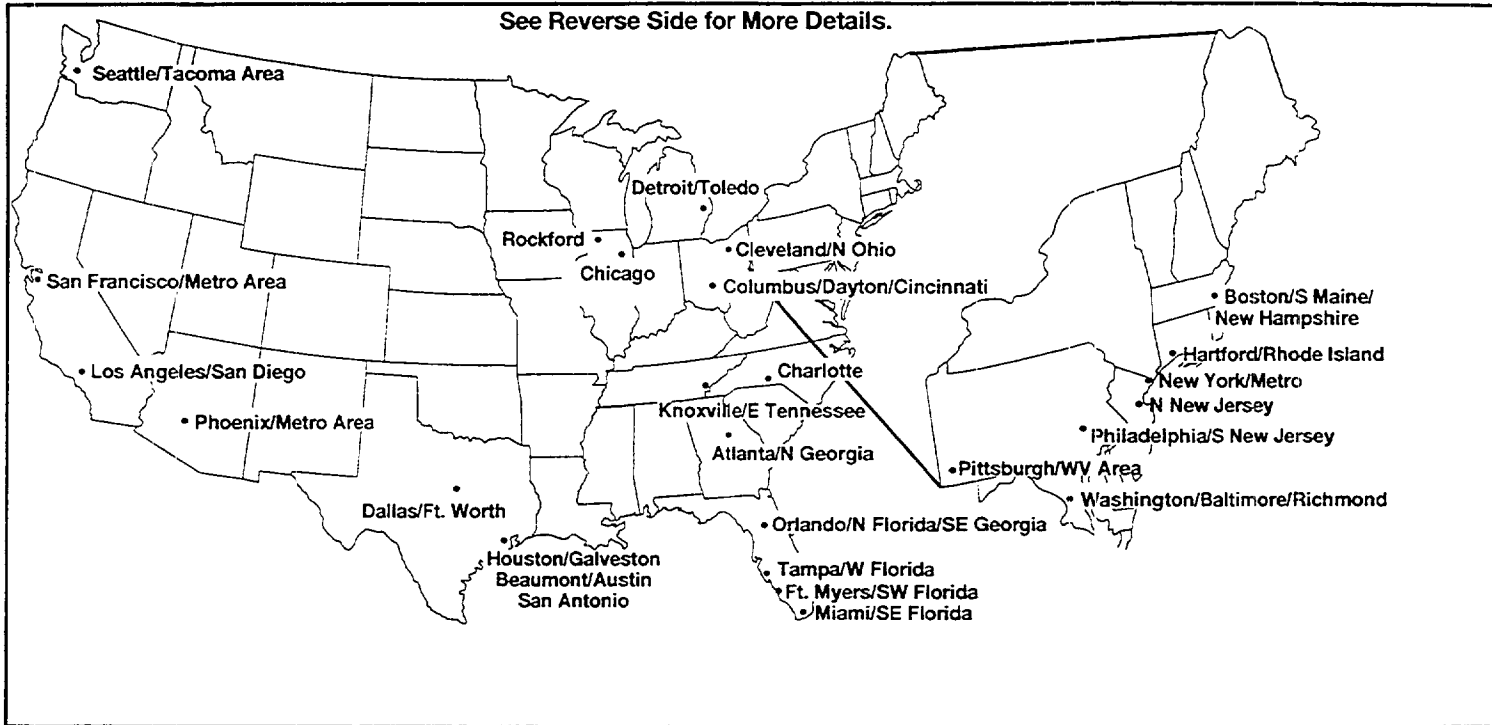 See Reverse Side for More Details.
Seattle/Tacoma Area
Detroit/Toledo
Rockford
Cleveland/N Ohio
Chicago
San Francisco/Metro Area
Columbus/Dayton/Cincinnati
Boston/S Maine/
New Hampshire
Hartford/Rhode Island
Los Angeles/San Diego
Charlotte
New York/Metro
N New Jersey
Knoxville/E Tennessee
Phoenix/Metro Area
Philadelphia/S New Jersey
Atlanta/N Georgia
Pittsburgh/WV Area
Washington/Baltimore/Richmond
Dallas/Ft. Worth
Orlando/N Florida/SE Georgia
Houston/Galveston
Beaumont/Austin
San Antonio
Tampa/W Florida
Ft. Myers/SW Florida
Miami/SE Florida